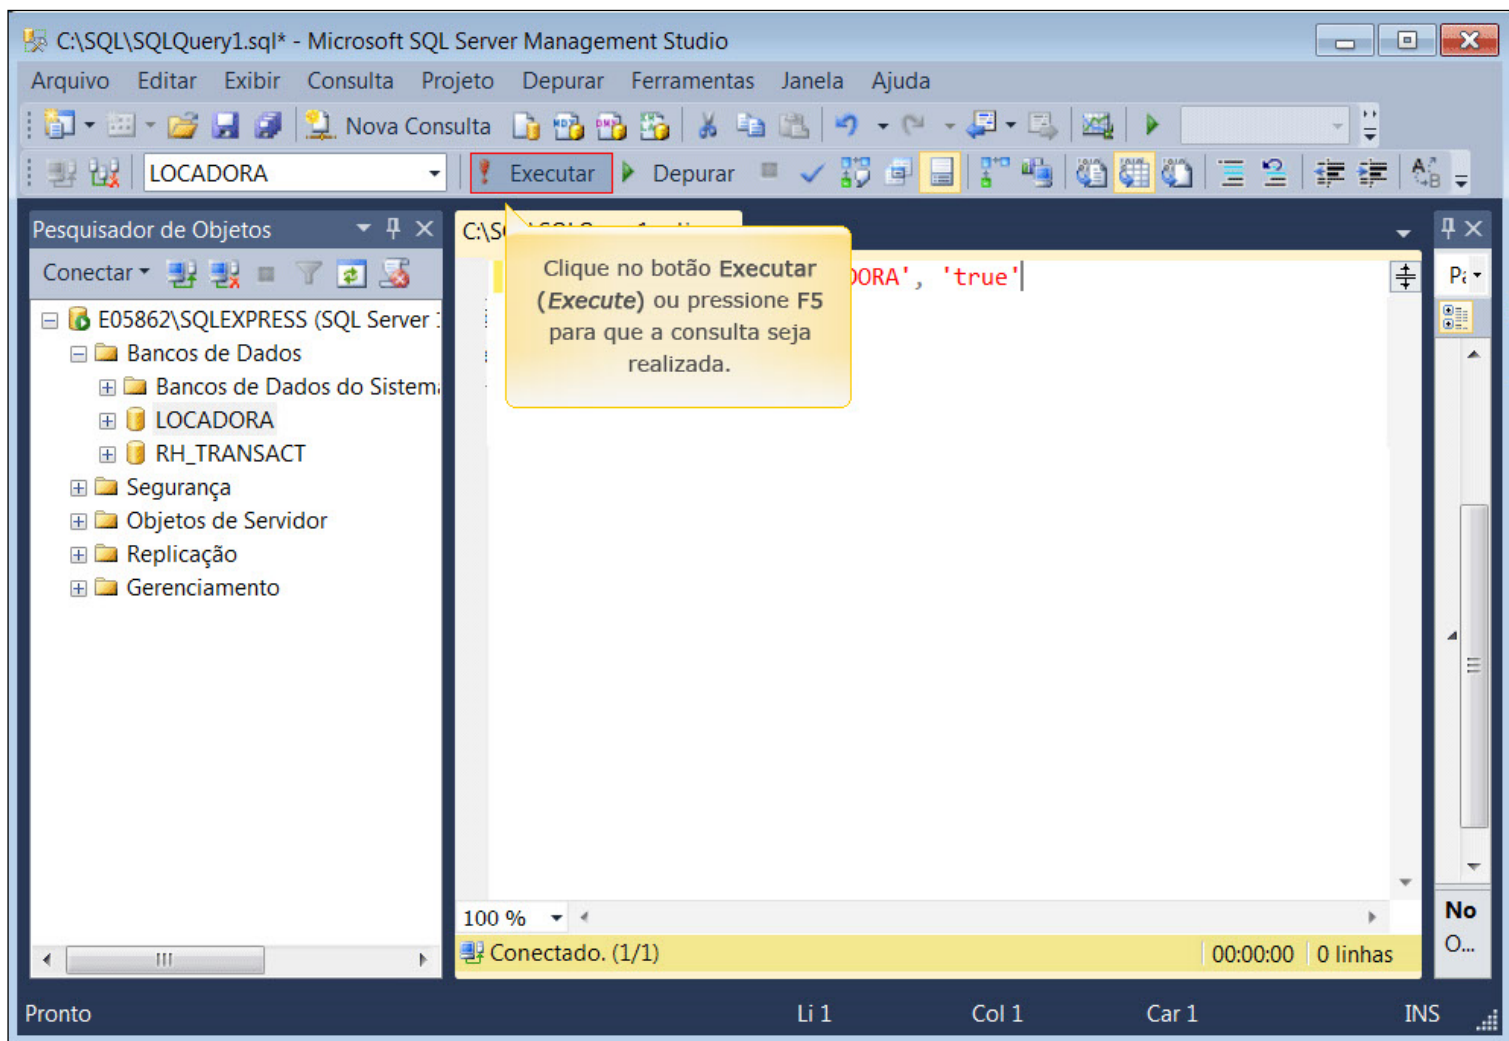 C:\SQL\SQLQuery1.sql* - Microsoft SQL Server Management Studio
Arquivo Editar Exibir Consulta Projeto Depurar Ferramentas Janela Ajuda
Nova Consulta
LOCADORA Executar Depurar
Pesquisador de Objetos
Conectar
E05862\SQLEXPRESS (SQL Server
Bancos de Dados
Bancos de Dados do Sistema
LOCADORA
RH_TRANSACT
Segurança
Objetos de Servidor
Replicação
Gerenciamento
C:\S
DORA', 'true'
Clique no botão Executar
(Execute) ou pressione F5
para que a consulta seja
realizada.
100 %
Conectado. (1/1) 00:00:00 0 linhas
No
O...
Pronto Li 1 Col 1 Car 1 INS